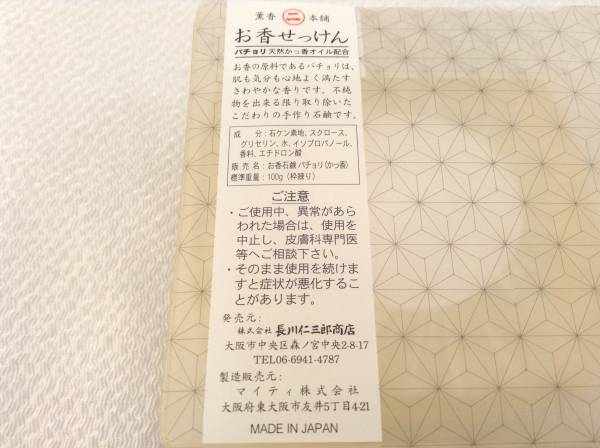 薫香 二 本舗
お香せっけん
パチョリ天然かっ香オイル配合
お香の原料であるパチョリは、
肌も気分も心地よく満たす
さわやかな香りです。不純
物を出来る限り取り除いた
こだわりの手作り石鹸です。
成 分：石ケン素地、スクロース、
グリセリン、水、イソプロパノール、
香料、エチドロン酸
販 売 名：お香石鹸 パチョリ（かっ香）
標準重量：100g（枠練り）
ご注意
・ご使用中、異常があら
われた場合は、使用を
中止し、皮膚科専門医
等へご相談下さい。
・そのまま使用を続けま
すと症状が悪化するこ
とがあります。
発売元：
株式会社 長川仁三郎商店
大阪市中央区森ノ宮中央2-8-17
TEL06-6941-4787
製造販売元：
マイティ株式会社
大阪府東大阪市友井5丁目4-21
MADE IN JAPAN